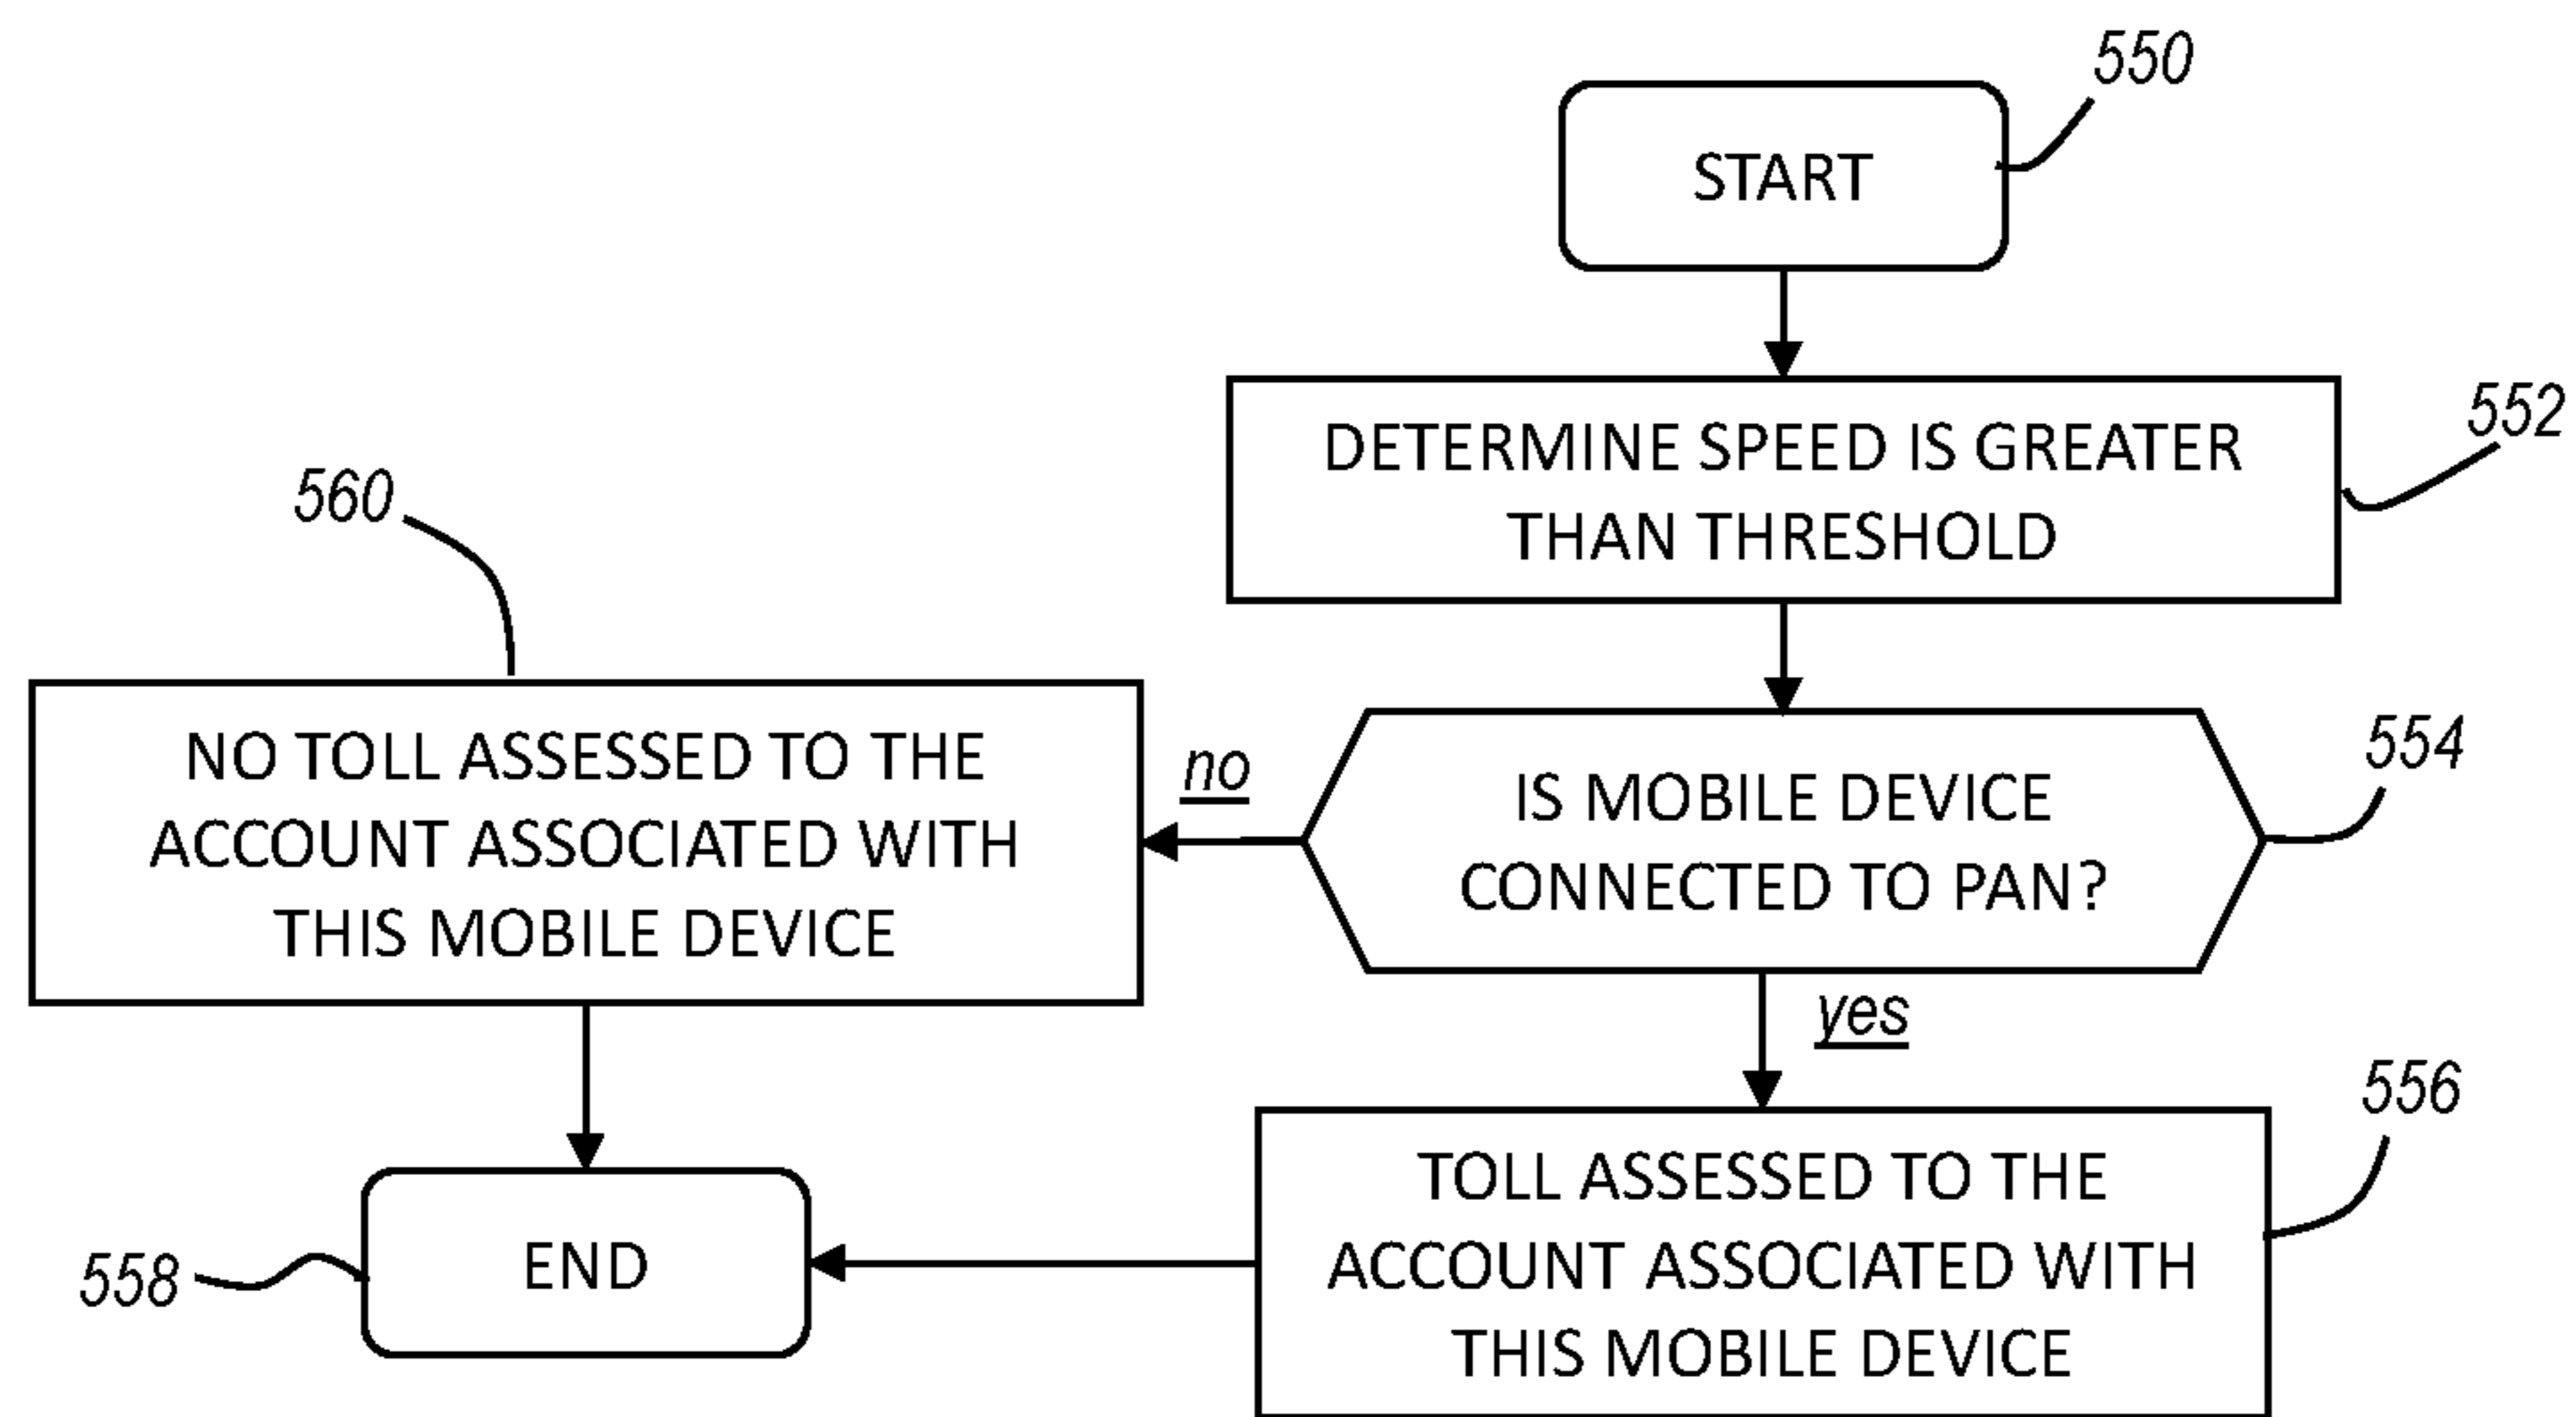 550
START
552
DETERMINE SPEED IS GREATER
THAN THRESHOLD
554
IS MOBILE DEVICE
CONNECTED TO PAN?
no
560
NO TOLL ASSESSED TO THE
ACCOUNT ASSOCIATED WITH
THIS MOBILE DEVICE
yes
556
TOLL ASSESSED TO THE
ACCOUNT ASSOCIATED WITH
THIS MOBILE DEVICE
558
END